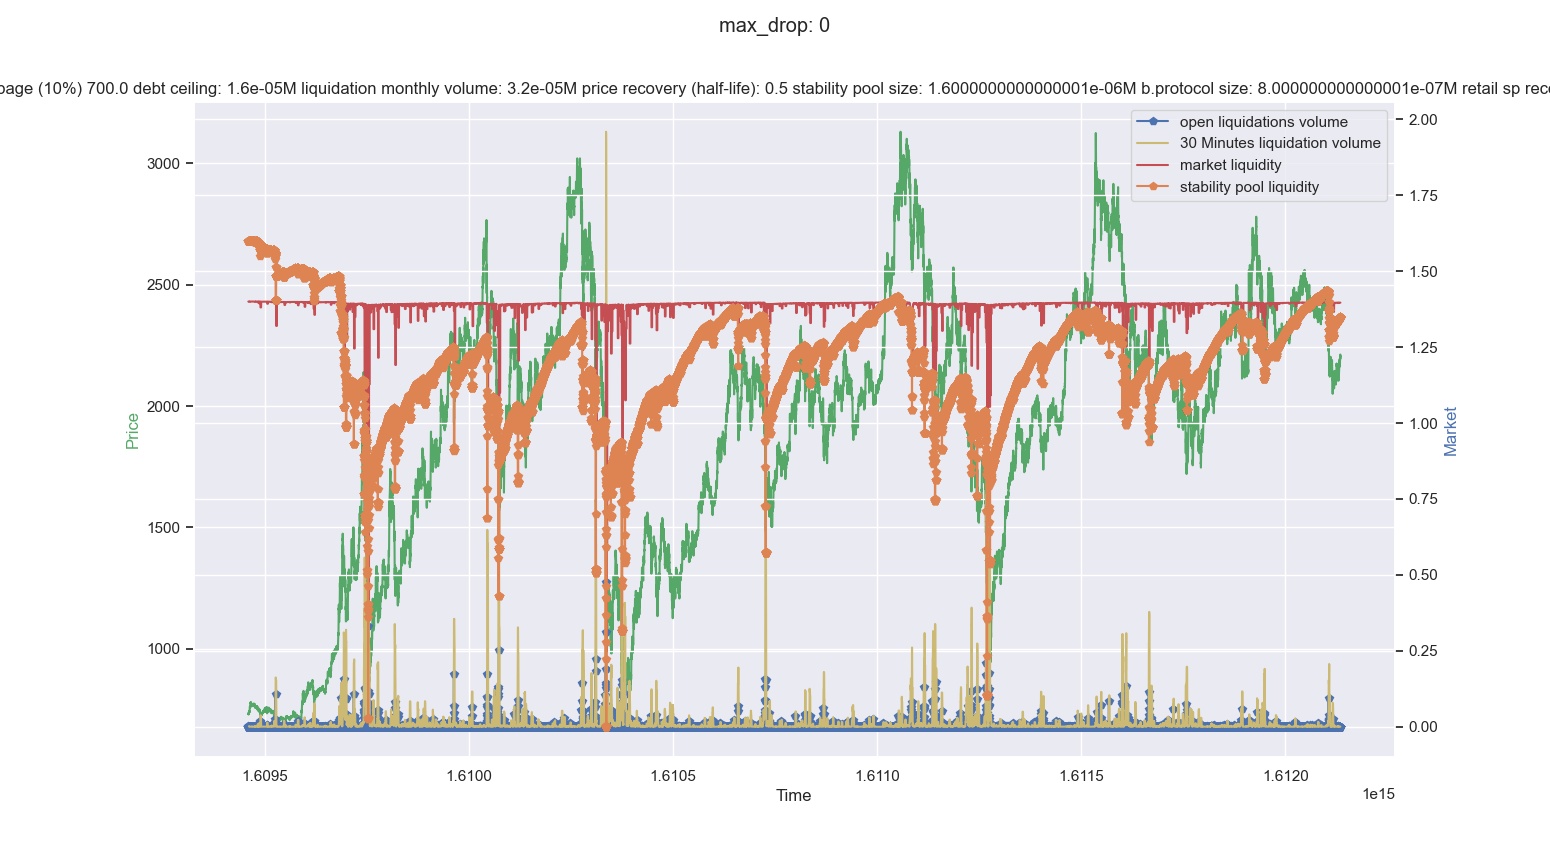 max_drop: 0
(10%) 700.0 debt ceiling: 1.6e-05M liquidation monthly volume: 3.2e-05M price recovery (half-life): 0.5 stability pool size: 1.6000000000000001e-06M b.protocol size: 8.000000000000001e-07M retail sp
open liquidations volume
30 Minutes liquidation volume
market liquidity
stability pool liquidity
3000
2500
2000
1500
1000
Price
2.00
1.75
1.50
1.25
1.00
0.75
0.50
0.25
0.00
Market
1.6095 1.6100 1.6105 1.6110 1.6115 1.6120
Time
1e15